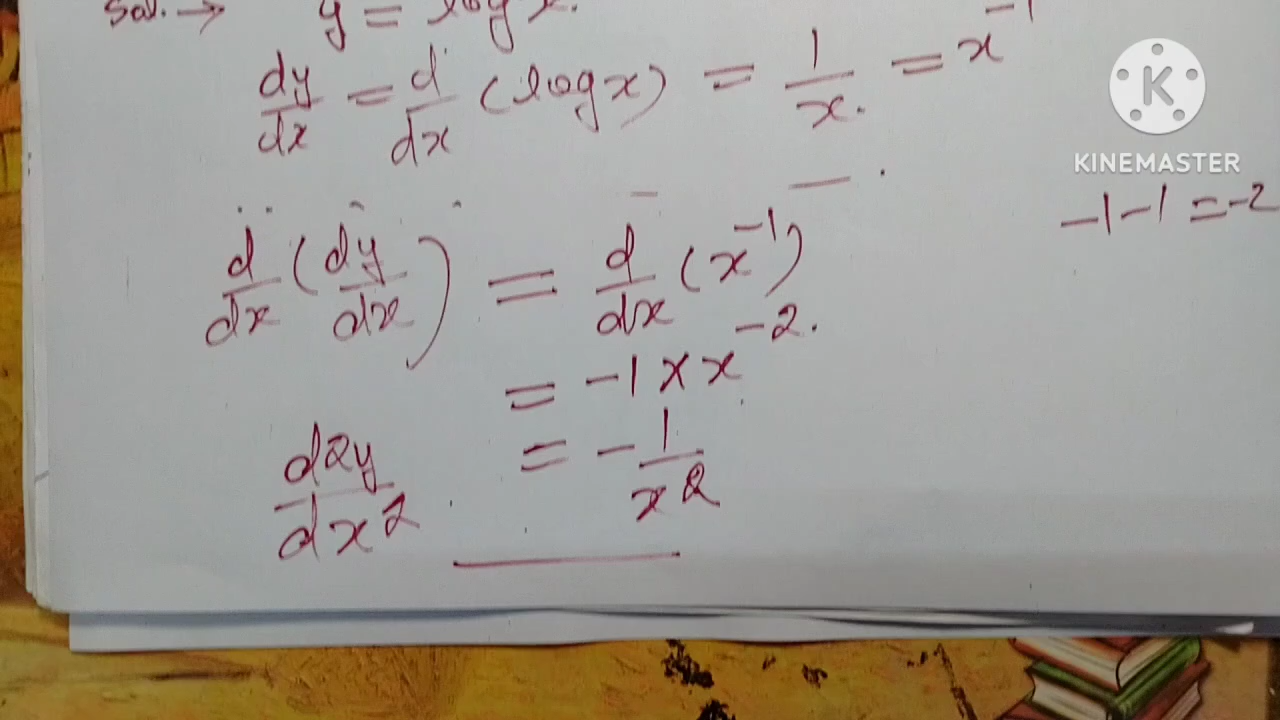 Sol. → y = log x.
dy/dx = d/dx (log x) = 1/x. = x^-1
-1-1 = -2
d/dx (dy/dx) = d/dx (x^-1)
= -1 × x^-2.
d2y/dx2 = -1/x2
K
KINEMASTER